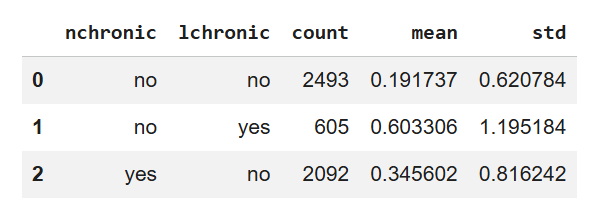 nchronic lchronic count mean std
0 no no 2493 0.191737 0.620784
1 no yes 605 0.603306 1.195184
2 yes no 2092 0.345602 0.816242